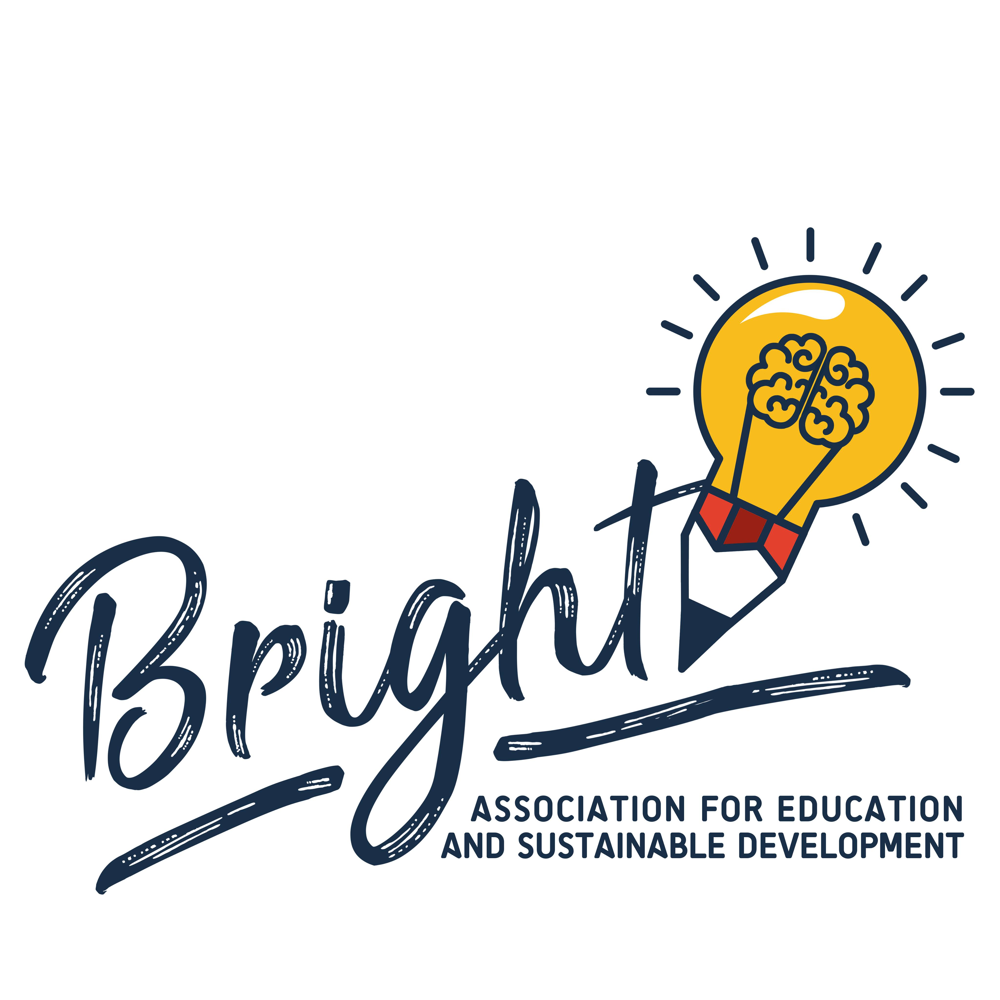 Bright
ASSOCIATION FOR EDUCATION
AND SUSTAINABLE DEVELOPMENT